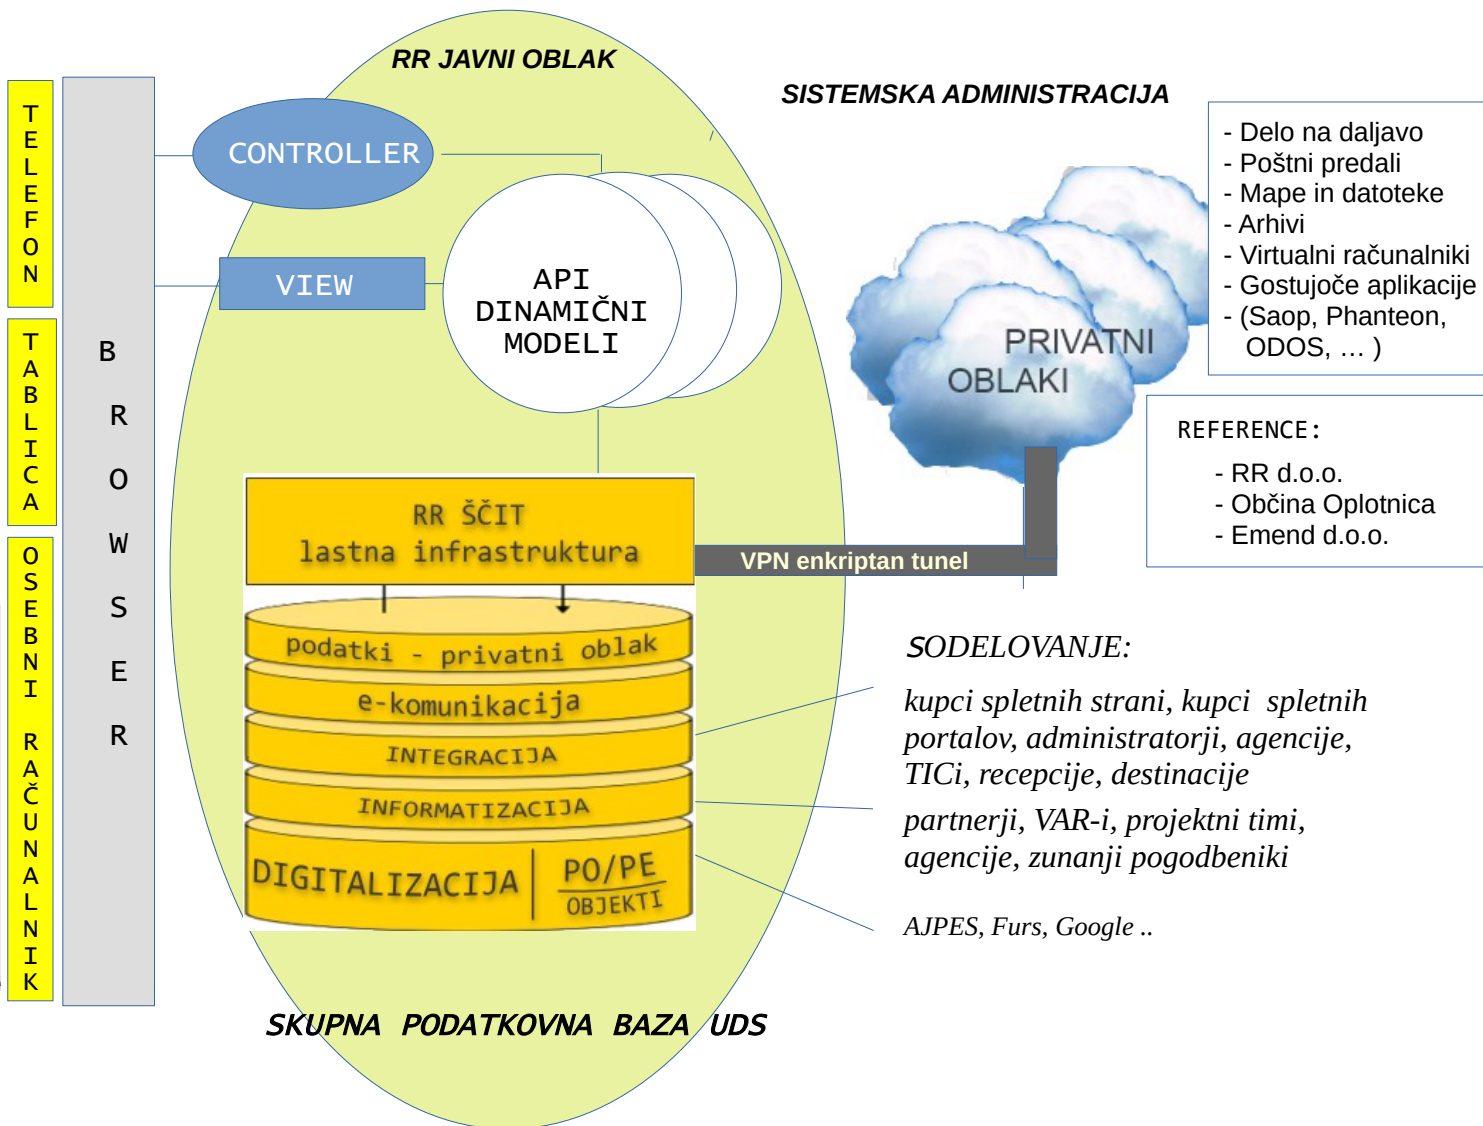 RR JAVNI OBLAK
SISTEMSKA ADMINISTRACIJA
TELEFON
TABLICA
OSEBNI RAČUNALNIK
BROWSER
CONTROLLER
VIEW
API
DINAMIČNI
MODELI
PRIVATNI
OBLAKI
- Delo na daljavo
- Poštni predali
- Mape in datoteke
- Arhivi
- Virtualni računalniki
- Gostujoče aplikacije
- (Saop, Phanteon,
ODOS, ... )
REFERENCE:
- RR d.o.o.
- Občina Oplotnica
- Emend d.o.o.
RR ŠČIT
lastna infrastruktura
VPN enkriptan tunel
podatki - privatni oblak
e-komunikacija
INTEGRACIJA
INFORMATIZACIJA
DIGITALIZACIJA
PO/PE
OBJEKTI
SODELOVANJE:
kupci spletnih strani, kupci spletnih
portalov, administratorji, agencije,
TICi, recepcije, destinacije
partnerji, VAR-i, projektni timi,
agencije, zunanji pogodbeniki
AJPES, Furs, Google ..
SKUPNA PODATKOVNA BAZA UDS